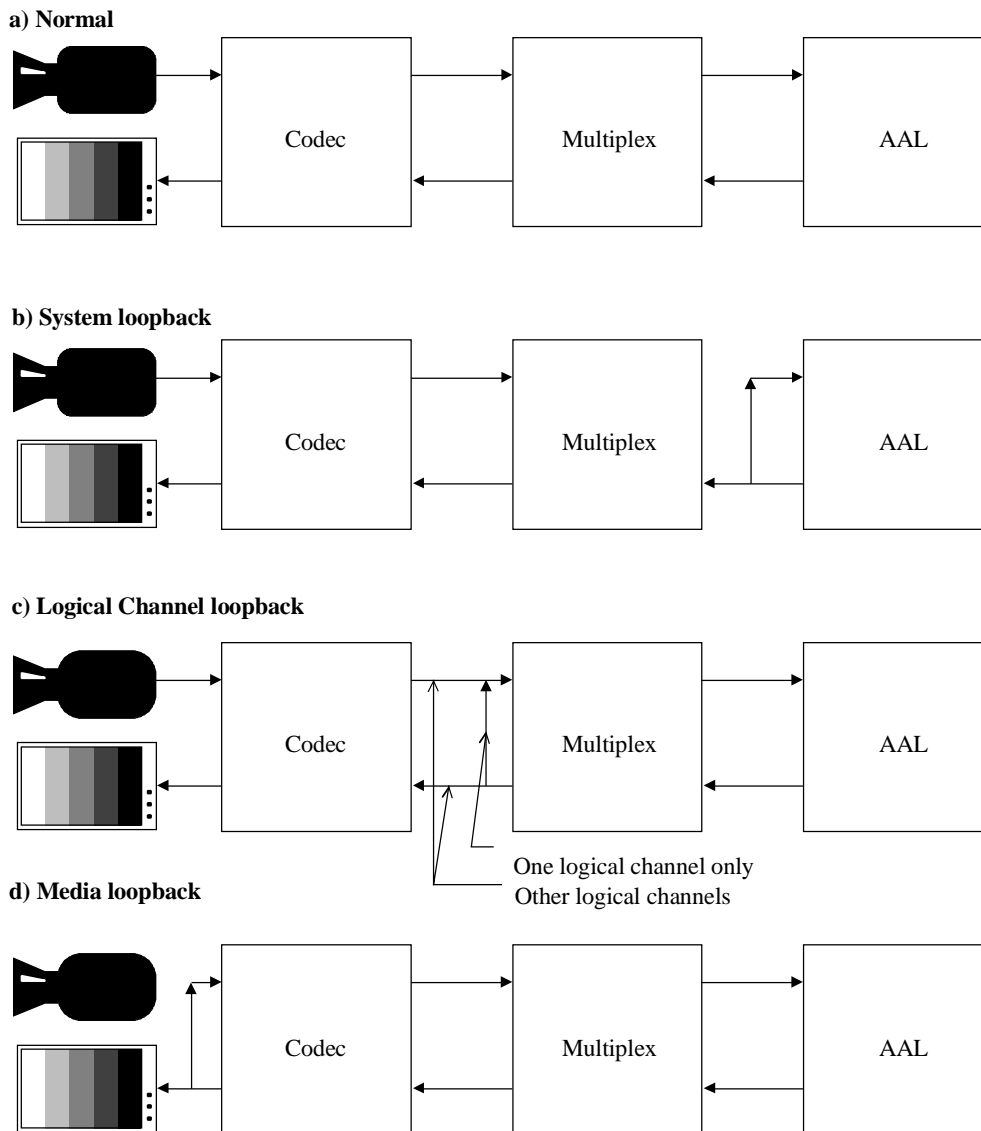 a) Normal
Codec
Multiplex
AAL
b) System loopback
Codec
Multiplex
AAL
c) Logical Channel loopback
Codec
Multiplex
AAL
One logical channel only
Other logical channels
d) Media loopback
Codec
Multiplex
AAL